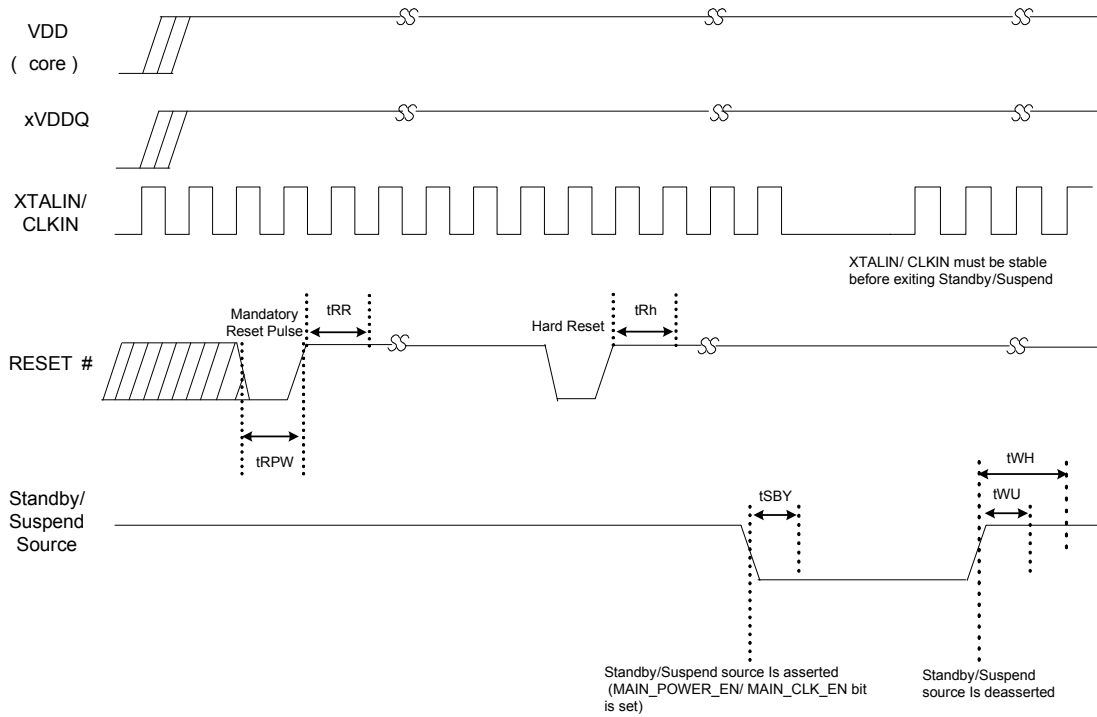 VDD
( core )
xVDDQ
XTALIN/
CLKIN
XTALIN/ CLKIN must be stable
before exiting Standby/Suspend
Mandatory
Reset Pulse
tRR
Hard Reset
tRh
RESET #
tRPW
tWH
Standby/
Suspend
Source
tSBY
tWU
Standby/Suspend source Is asserted
(MAIN_POWER_EN/ MAIN_CLK_EN bit
is set)
Standby/Suspend
source Is deasserted